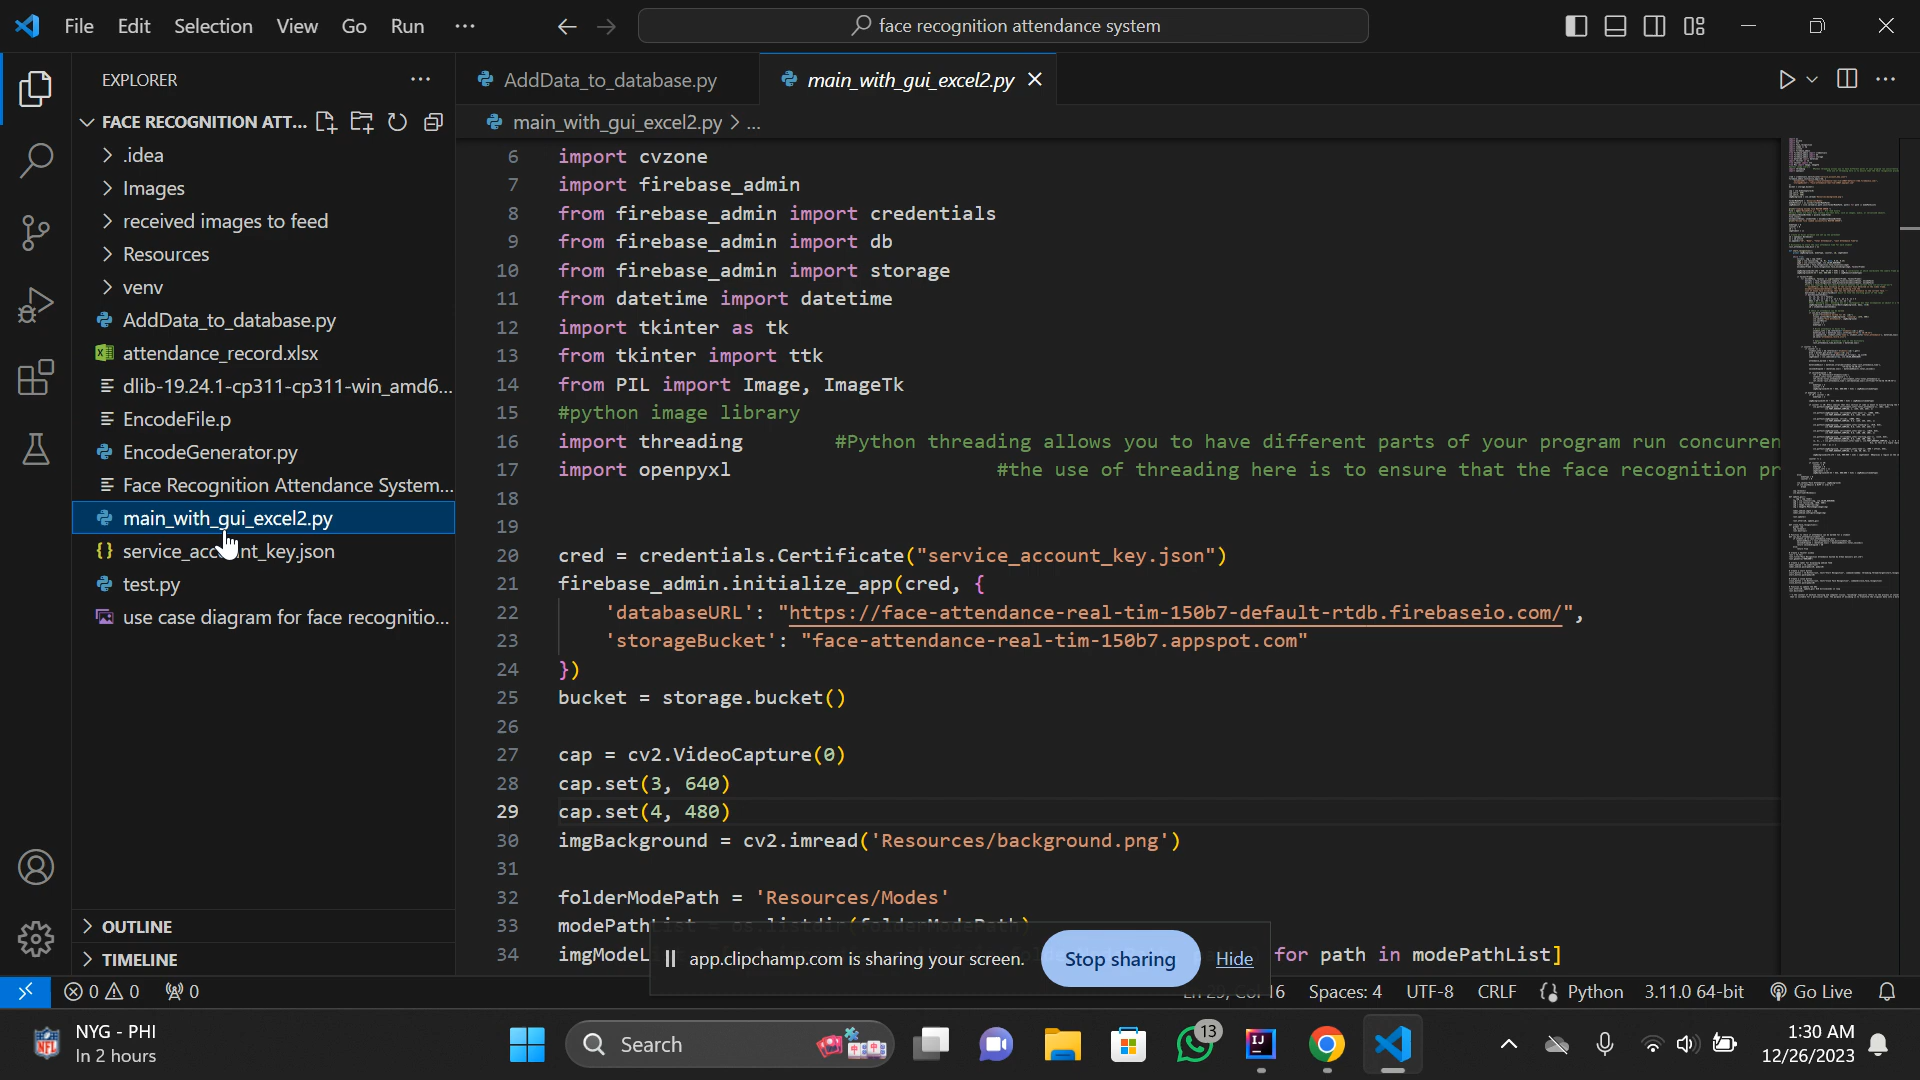 File Edit Selection View Go Run ···
face recognition attendance system
EXPLORER
FACE RECOGNITION ATT...
.idea
Images
received images to feed
Resources
venv
AddData_to_database.py
attendance_record.xlsx
dlib-19.24.1-cp311-cp311-win_amd6...
EncodeFile.p
EncodeGenerator.py
Face Recognition Attendance System...
main_with_gui_excel2.py
service_account_key.json
test.py
use case diagram for face recognitio...
OUTLINE
TIMELINE
AddData_to_database.py
main_with_gui_excel2.py
main_with_gui_excel2.py > ...
6 import cvzone
7 import firebase_admin
8 from firebase_admin import credentials
9 from firebase_admin import db
10 from firebase_admin import storage
11 from datetime import datetime
12 import tkinter as tk
13 from tkinter import ttk
14 from PIL import Image, ImageTk
15 #python image library
16 import threading #Python threading allows you to have different parts of your program run concurren
17 import openpyxl #the use of threading here is to ensure that the face recognition pr
18
19
20 cred = credentials.Certificate("service_account_key.json")
21 firebase_admin.initialize_app(cred, {
22 'databaseURL': "https://face-attendance-real-tim-150b7-default-rtdb.firebaseio.com/",
23 'storageBucket': "face-attendance-real-tim-150b7.appspot.com"
24 })
25 bucket = storage.bucket()
26
27 cap = cv2.VideoCapture(0)
28 cap.set(3, 640)
29 cap.set(4, 480)
30 imgBackground = cv2.imread('Resources/background.png')
31
32 folderModePath = 'Resources/Modes'
33 modePathList = os.listdir(folderModePath)
34 imgModeL for path in modePathList]
app.clipchamp.com is sharing your screen. Stop sharing Hide
0 0 0
16 Spaces: 4 UTF-8 CRLF Python 3.11.0 64-bit Go Live
NYG - PHI
In 2 hours
Search
13
1:30 AM
12/26/2023